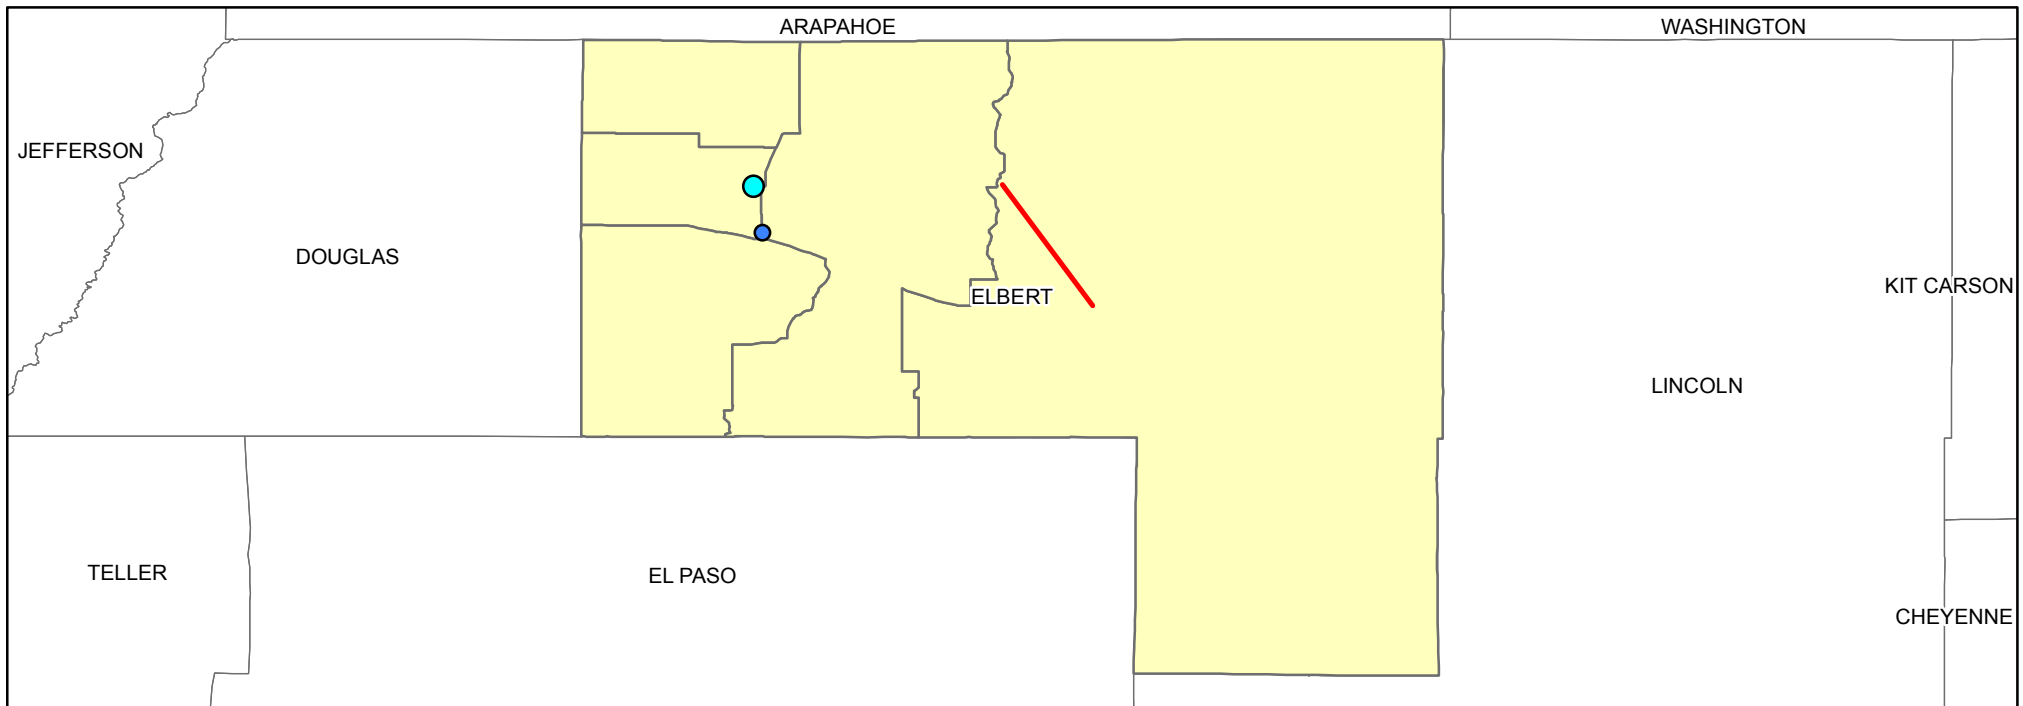 ARAPAHOE
WASHINGTON
JEFFERSON
DOUGLAS
KIT CARSON
ELBERT
LINCOLN
TELLER
EL PASO
CHEYENNE